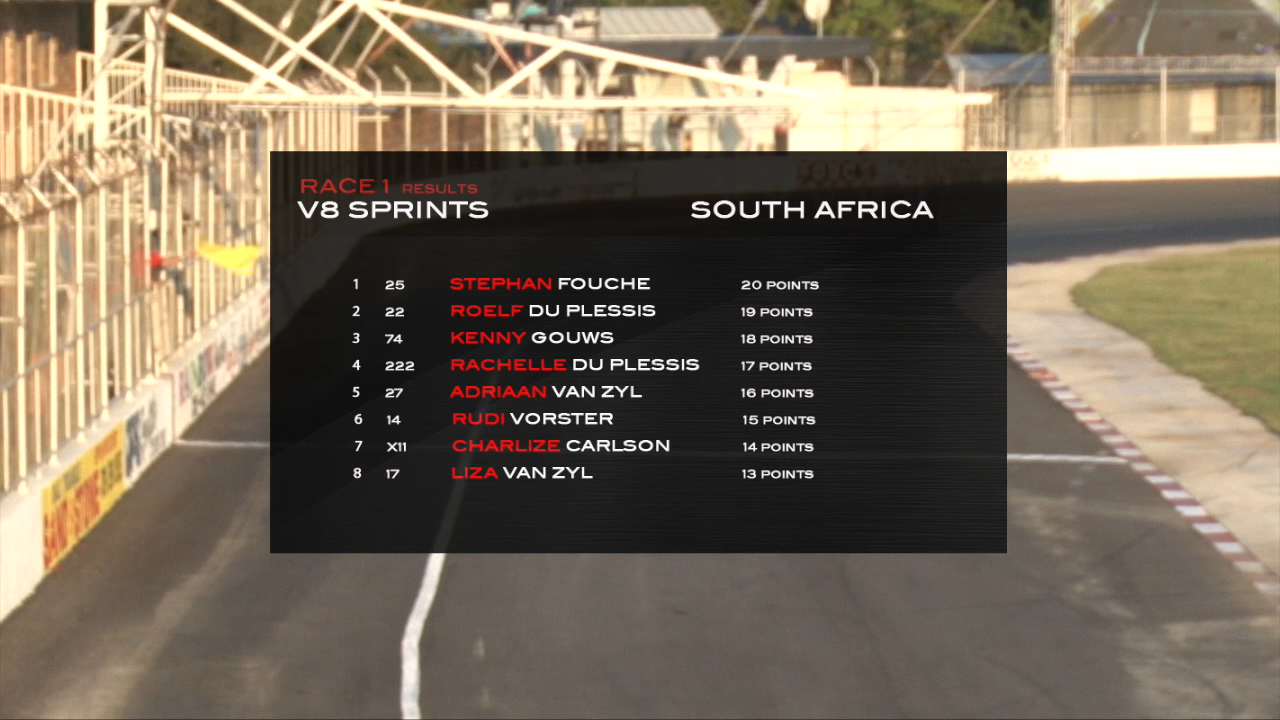 RACE 1 RESULTS
V8 SPRINTS SOUTH AFRICA
1 25 STEPHAN FOUCHE 20 POINTS
2 22 ROELF DU PLESSIS 19 POINTS
3 74 KENNY GOUWS 18 POINTS
4 222 RACHELLE DU PLESSIS 17 POINTS
5 27 ADRIAAN VAN ZYL 16 POINTS
6 14 RUDI VORSTER 15 POINTS
7 X11 CHARLIZE CARLSON 14 POINTS
8 17 LIZA VAN ZYL 13 POINTS